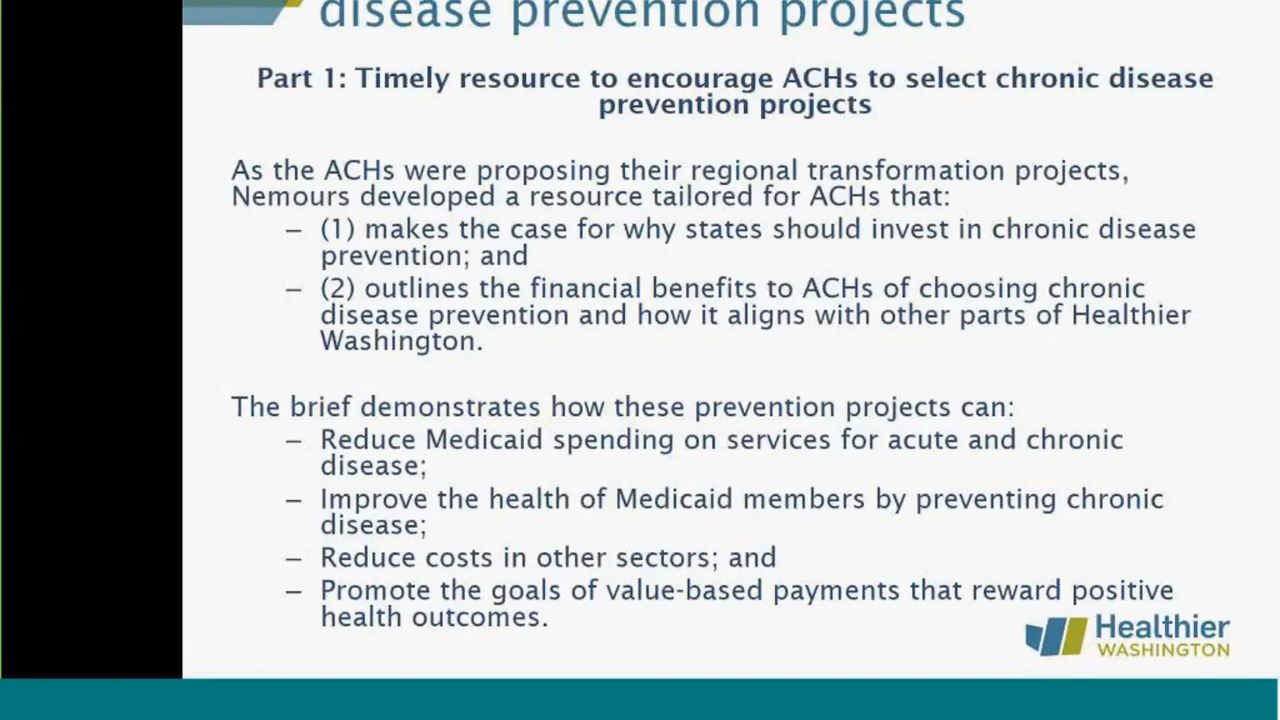 disease prevention projects
Part 1: Timely resource to encourage ACHs to select chronic disease
prevention projects
As the ACHs were proposing their regional transformation projects,
Nemours developed a resource tailored for ACHs that:
– (1) makes the case for why states should invest in chronic disease
prevention; and
– (2) outlines the financial benefits to ACHs of choosing chronic
disease prevention and how it aligns with other parts of Healthier
Washington.
The brief demonstrates how these prevention projects can:
– Reduce Medicaid spending on services for acute and chronic
disease;
– Improve the health of Medicaid members by preventing chronic
disease;
– Reduce costs in other sectors; and
– Promote the goals of value-based payments that reward positive
health outcomes.
Healthier
WASHINGTON